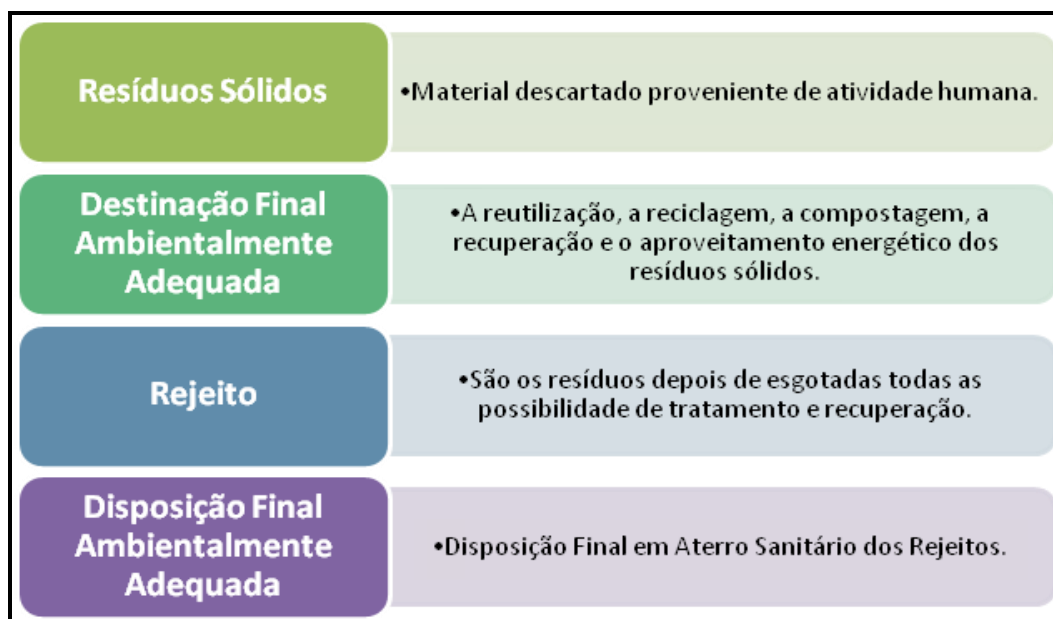 Resíduos Sólidos
•Material descartado proveniente de atividade humana.
Destinação Final
Ambientalmente
Adequada
•A reutilização, a reciclagem, a compostagem, a
recuperação e o aproveitamento energético dos
resíduos sólidos.
Rejeito
•São os resíduos depois de esgotadas todas as
possibilidade de tratamento e recuperação.
Disposição Final
Ambientalmente
Adequada
•Disposição Final em Aterro Sanitário dos Rejeitos.